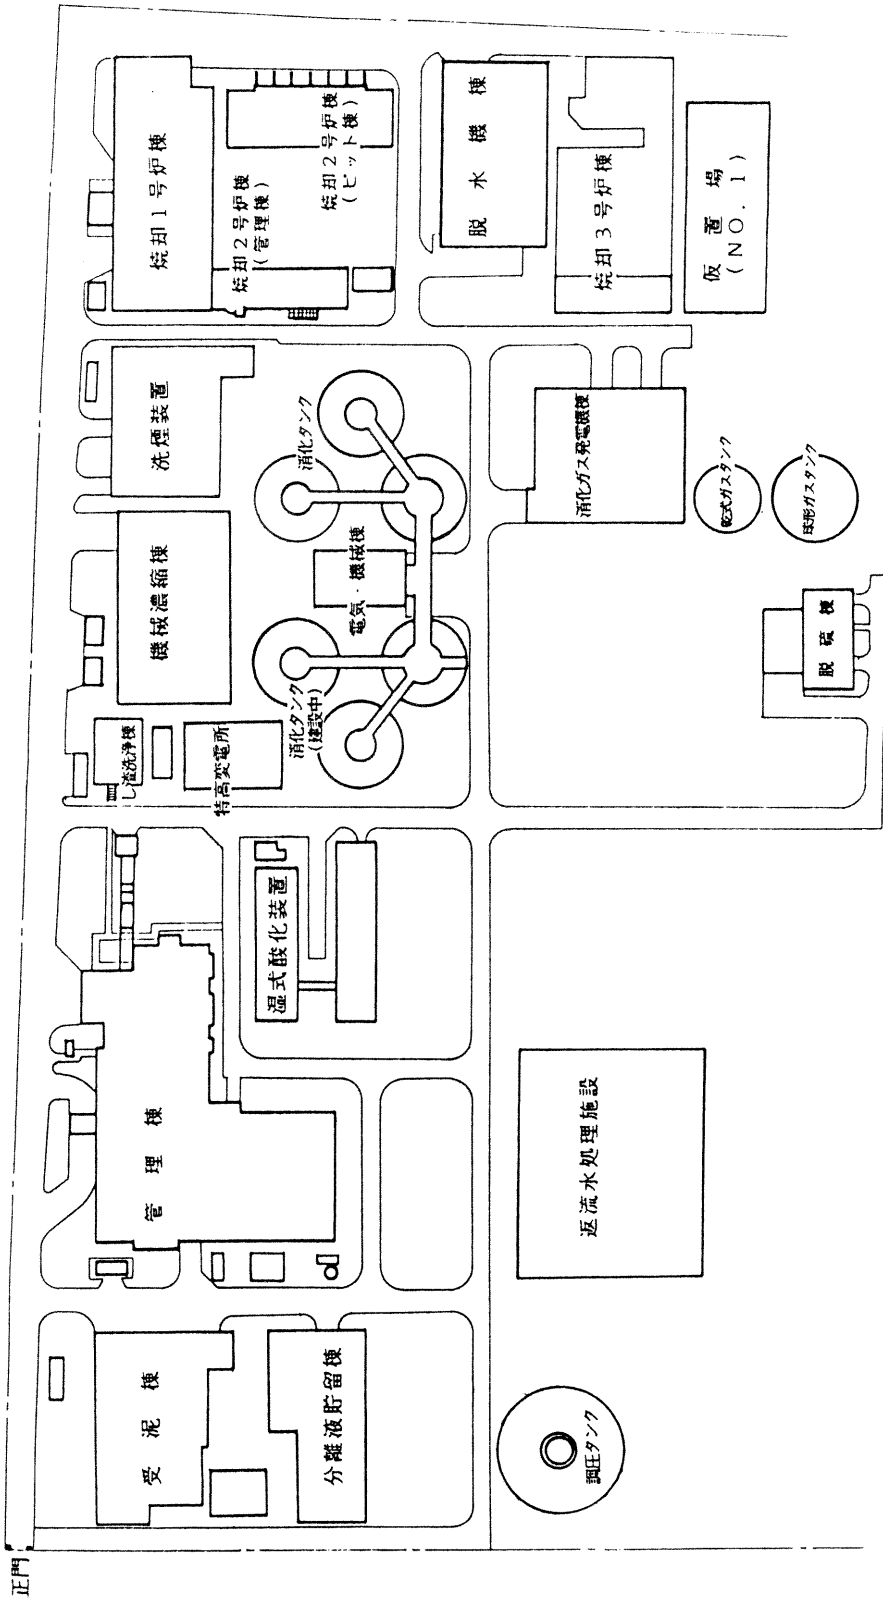 焼却1号炉棟
焼却2号炉棟
(管理棟)
焼却2号炉棟
(ピット棟)
脱水機棟
焼却3号炉棟
仮置場
(NO.1)
洗煙装置
消化タンク
消化ガス発電機棟
乾式ガスタンク
球形ガスタンク
機械濃縮棟
電気・機械棟
脱硫棟
し渣洗浄棟
特高変電所
消化タンク
(建設中)
湿式酸化装置
管理棟
返流水処理施設
受泥棟
分離液貯留棟
調圧タンク
正門